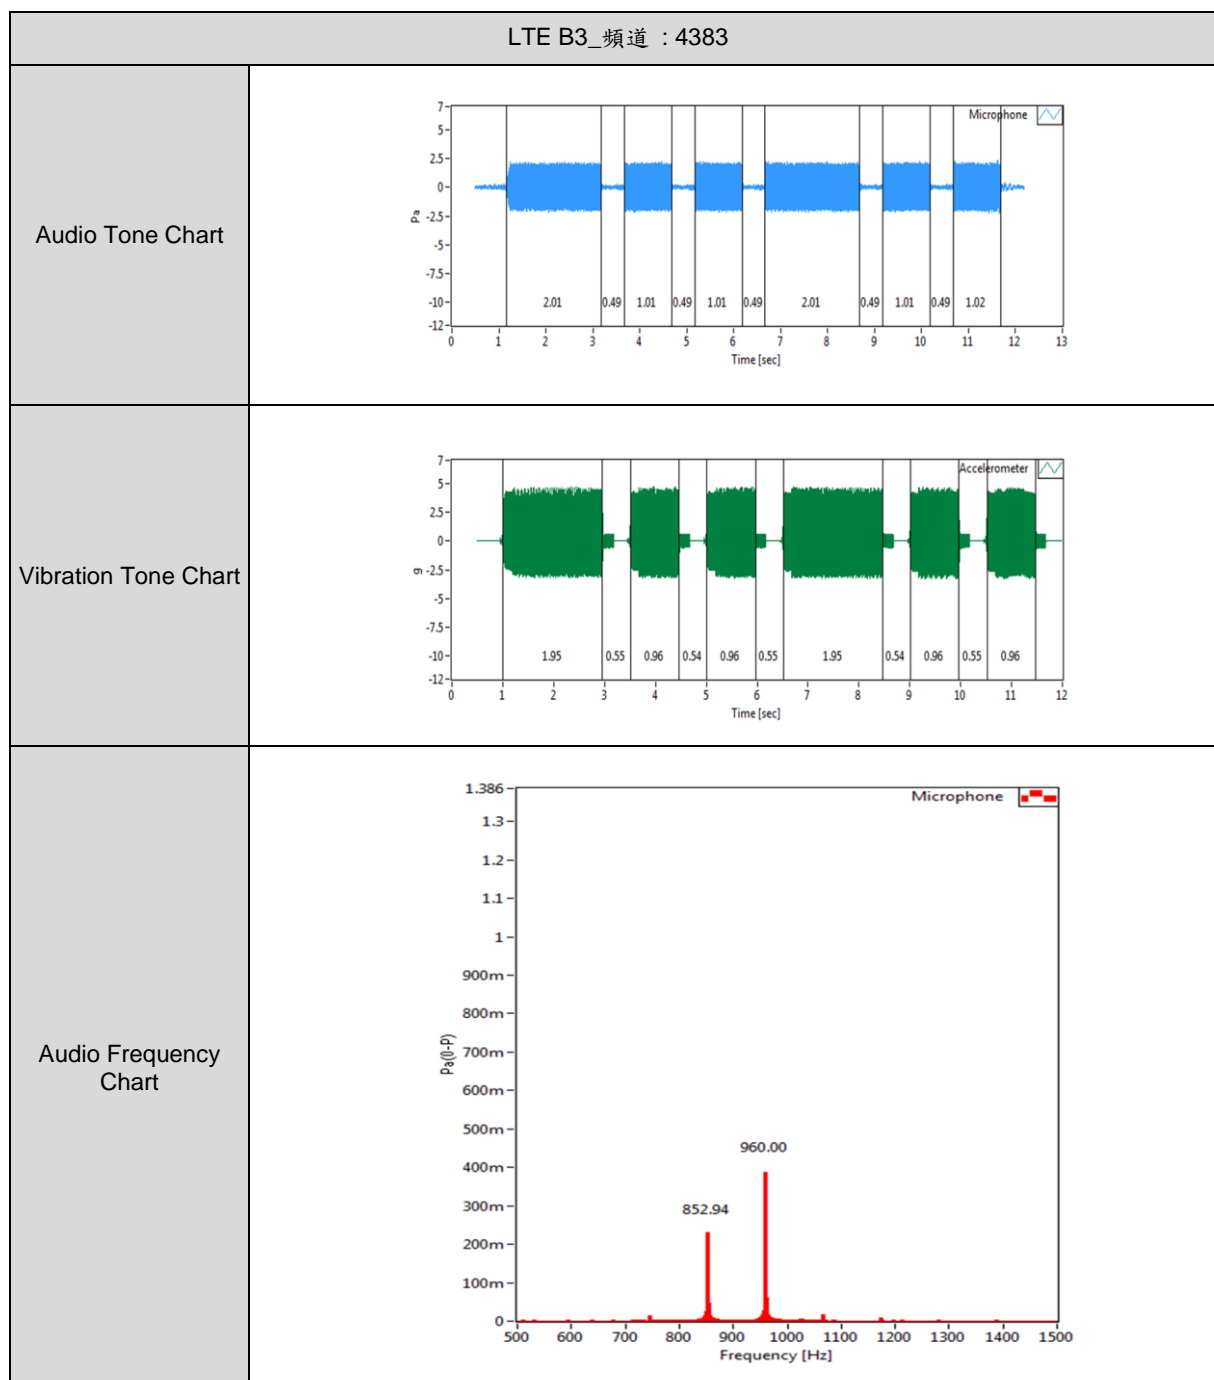 LTE B3_頻道 : 4383
Audio Tone Chart
Microphone
7
5
2.5
0
-2.5
-5
-7.5
-10
-12
Pa
2.01 0.49 1.01 0.49 1.01 0.49 2.01 0.49 1.01 0.49 1.02
0 1 2 3 4 5 6 7 8 9 10 11 12 13
Time [sec]
Vibration Tone Chart
Accelerometer
7
5
2.5
0
-2.5
-5
-7.5
-10
-12
g
1.95 0.55 0.96 0.54 0.96 0.55 1.95 0.54 0.96 0.55 0.96
0 1 2 3 4 5 6 7 8 9 10 11 12
Time [sec]
Audio Frequency
Chart
Microphone
1.386
1.3
1.2
1.1
1
900m
800m
700m
600m
500m
400m
300m
200m
100m
0
Pa(0-P)
960.00
852.94
500 600 700 800 900 1000 1100 1200 1300 1400 1500
Frequency [Hz]